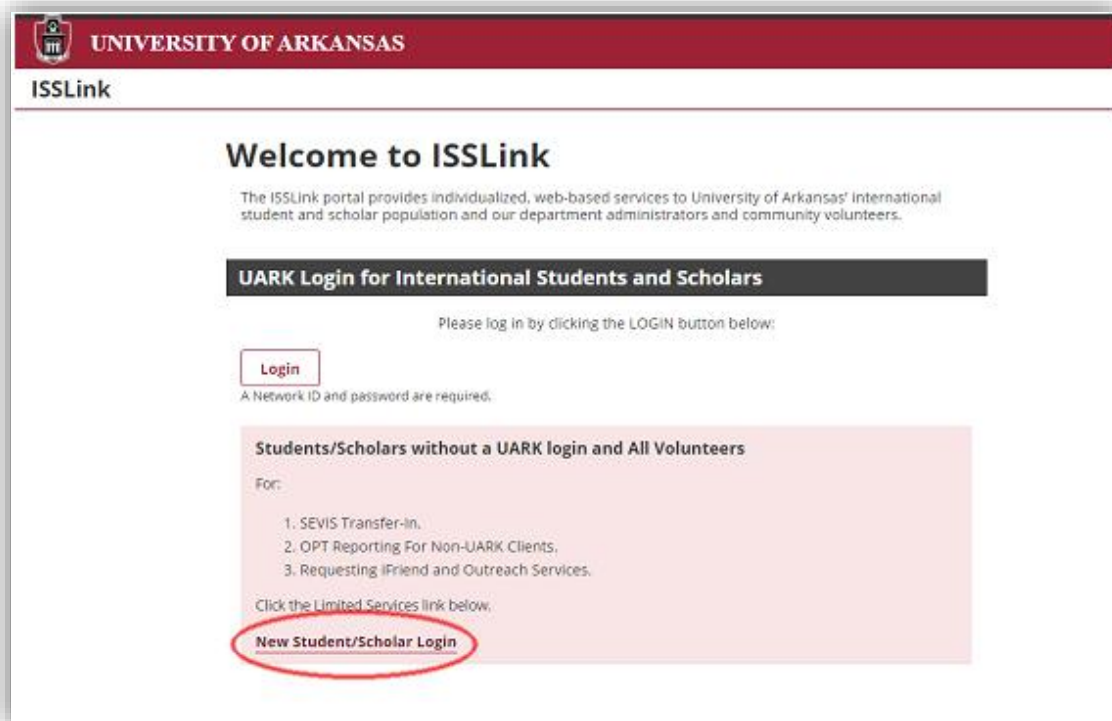 UNIVERSITY OF ARKANSAS
ISSLink
Welcome to ISSLink
The ISSLink portal provides individualized, web-based services to University of Arkansas' international
student and scholar population and our department administrators and community volunteers.
UARK Login for International Students and Scholars
Please log in by clicking the LOGIN button below:
Login
A Network ID and password are required.
Students/Scholars without a UARK login and All Volunteers
For:
1. SEVIS Transfer-In.
2. OPT Reporting For Non-UARK Clients.
3. Requesting iFriend and Outreach Services.
Click the Limited Services link below.
New Student/Scholar Login